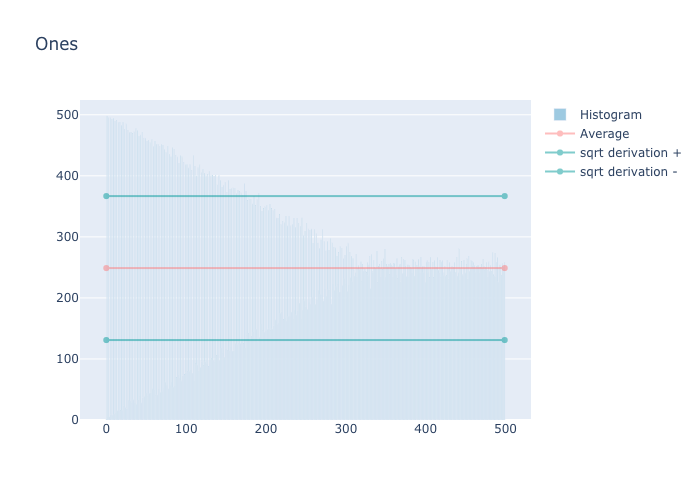 Ones
500
400
300
200
100
0
0 100 200 300 400 500
Histogram
Average
sqrt derivation +
sqrt derivation -